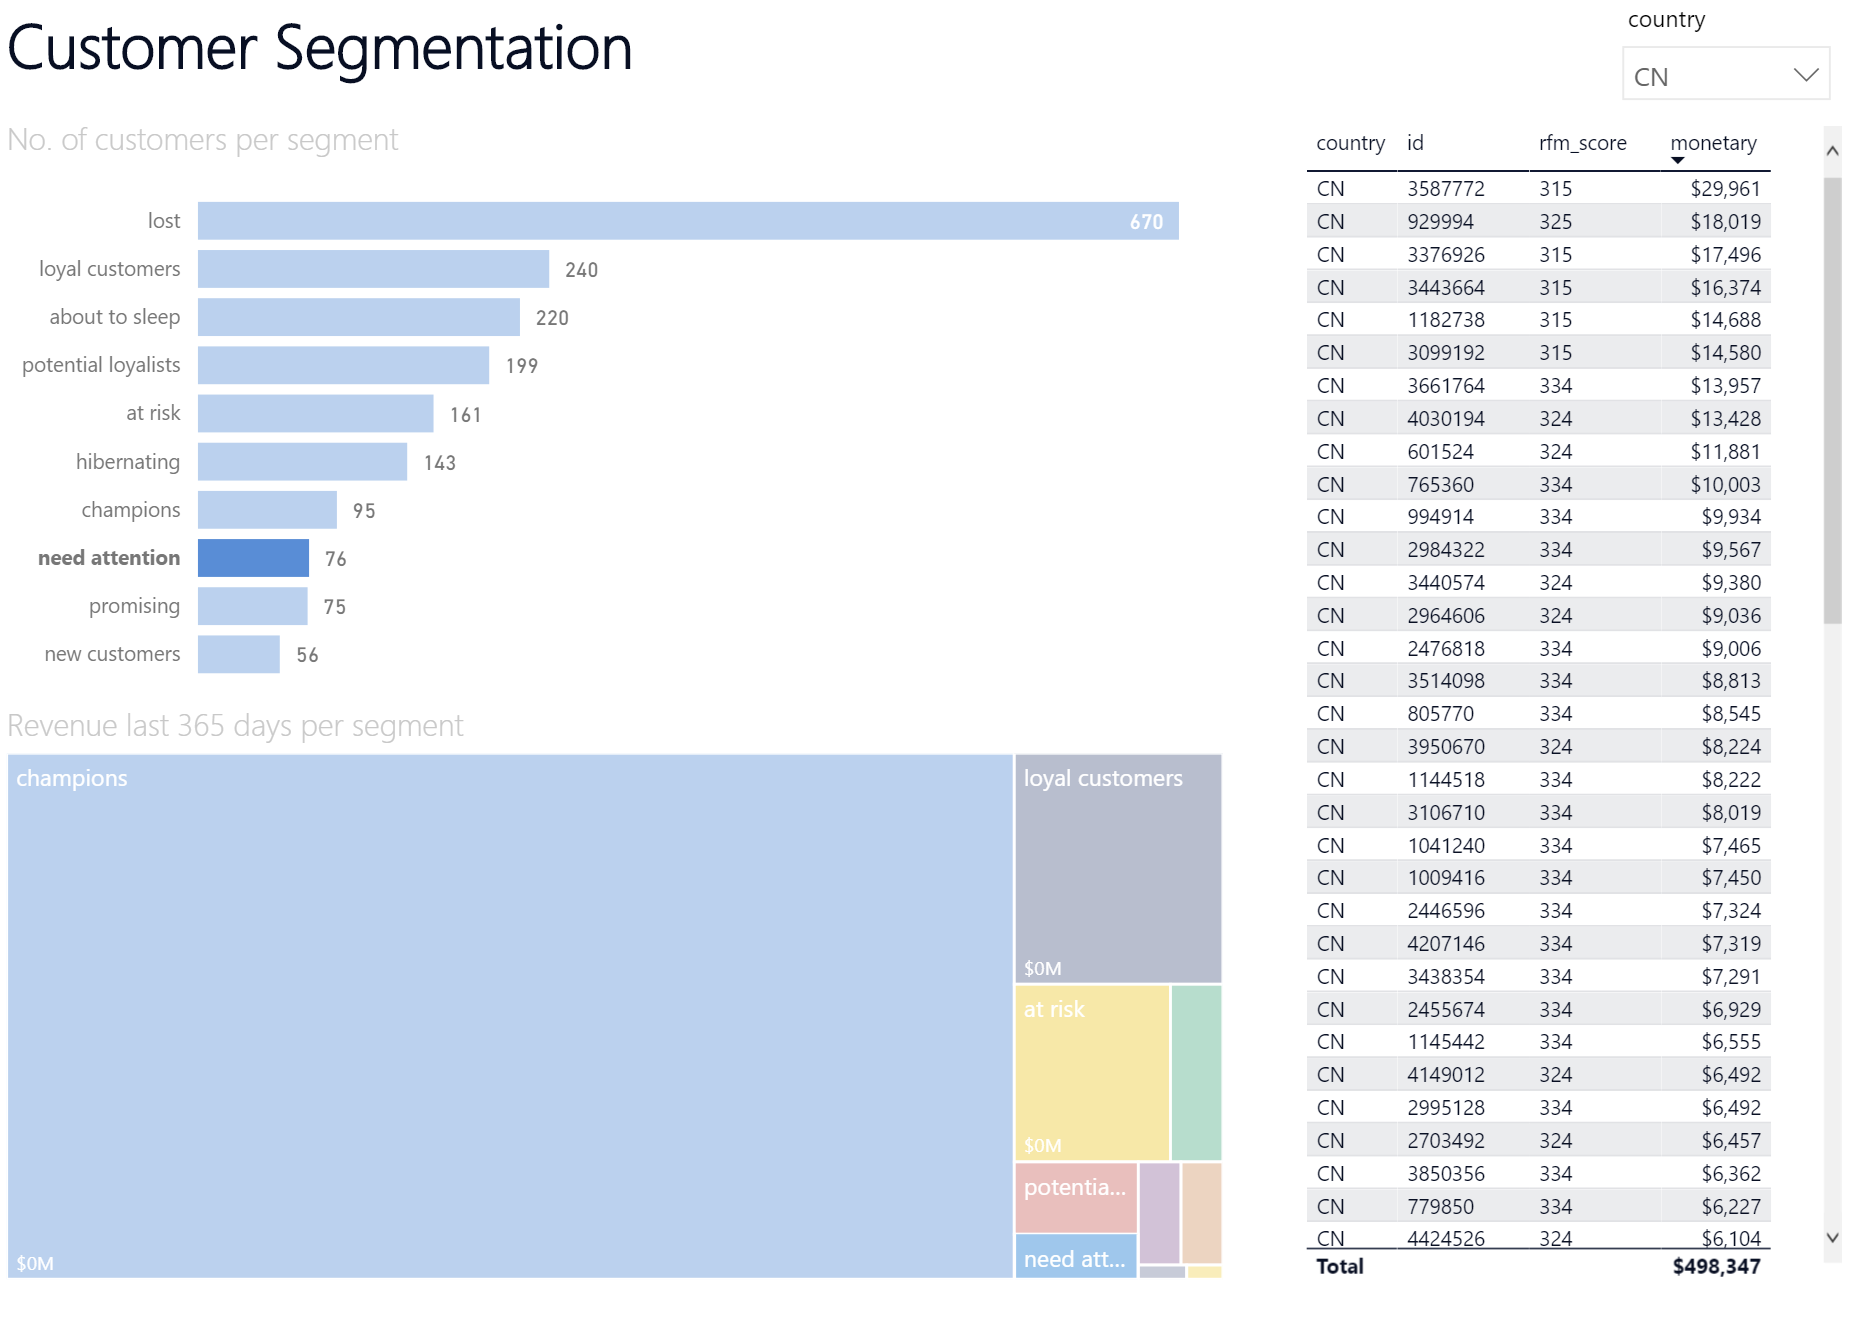 Customer Segmentation
country
CN
No. of customers per segment
lost 670
loyal customers 240
about to sleep 220
potential loyalists 199
at risk 161
hibernating 143
champions 95
need attention 76
promising 75
new customers 56
Revenue last 365 days per segment
champions
$0M
loyal customers
$0M
at risk
$0M
potentia...
need att...
country id rfm_score monetary
CN 3587772 315 $29,961
CN 929994 325 $18,019
CN 3376926 315 $17,496
CN 3443664 315 $16,374
CN 1182738 315 $14,688
CN 3099192 315 $14,580
CN 3661764 334 $13,957
CN 4030194 324 $13,428
CN 601524 324 $11,881
CN 765360 334 $10,003
CN 994914 334 $9,934
CN 2984322 334 $9,567
CN 3440574 324 $9,380
CN 2964606 324 $9,036
CN 2476818 334 $9,006
CN 3514098 334 $8,813
CN 805770 334 $8,545
CN 3950670 324 $8,224
CN 1144518 334 $8,222
CN 3106710 334 $8,019
CN 1041240 334 $7,465
CN 1009416 334 $7,450
CN 2446596 334 $7,324
CN 4207146 334 $7,319
CN 3438354 334 $7,291
CN 2455674 334 $6,929
CN 1145442 334 $6,555
CN 4149012 324 $6,492
CN 2995128 334 $6,492
CN 2703492 324 $6,457
CN 3850356 334 $6,362
CN 779850 334 $6,227
CN 4424526 324 $6,104
Total $498,347